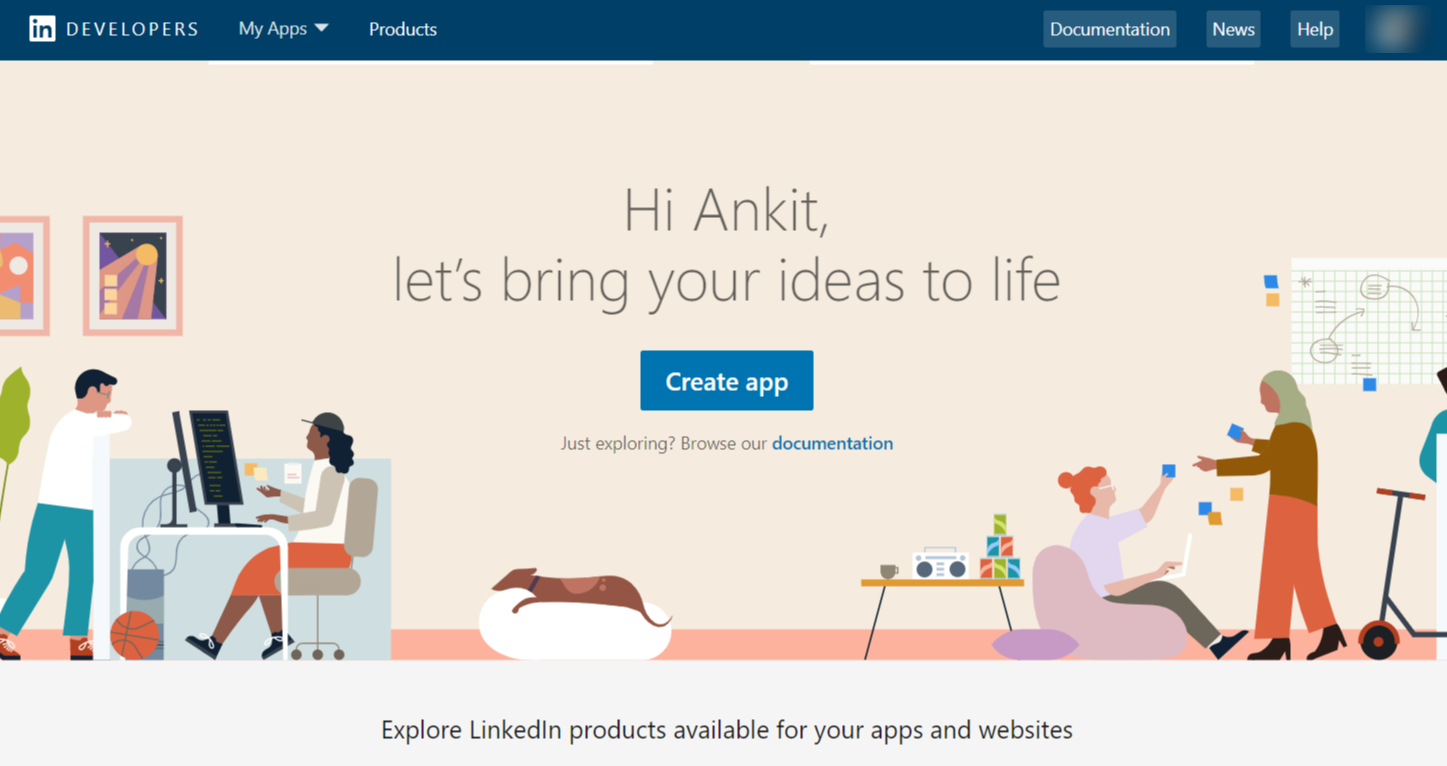 in DEVELOPERS My Apps Products Documentation News Help
Hi Ankit,
let's bring your ideas to life
Create app
Just exploring? Browse our documentation
Explore LinkedIn products available for your apps and websites